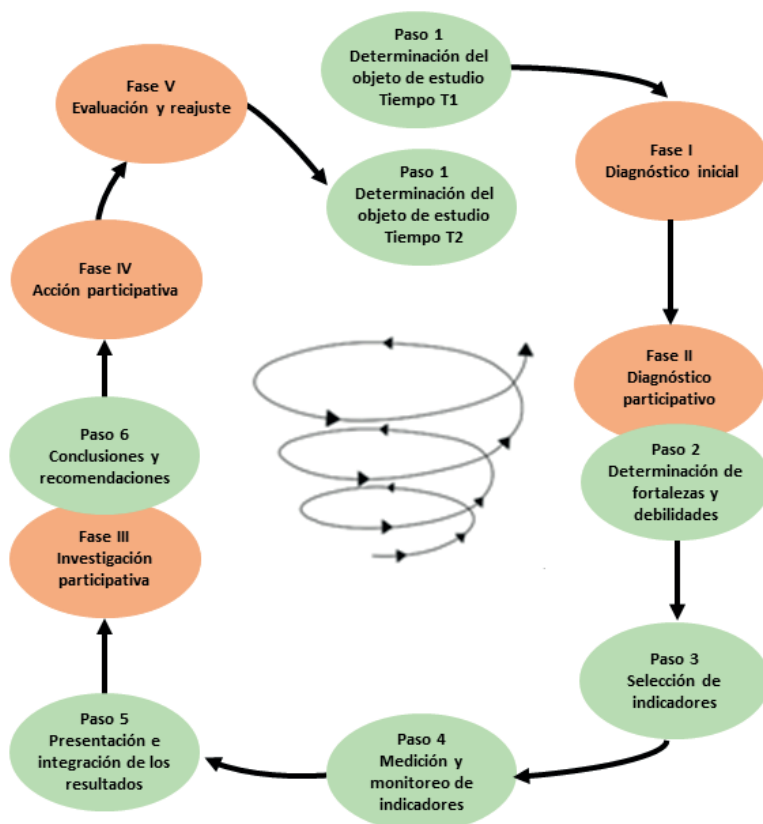 Paso 1
Determinación del
objeto de estudio
Tiempo T1
Fase I
Diagnóstico inicial
Fase II
Diagnóstico
participativo
Paso 2
Determinación de
fortalezas y
debilidades
Paso 3
Selección de
indicadores
Paso 4
Medición y
monitoreo de
indicadores
Paso 5
Presentación e
integración de los
resultados
Fase III
Investigación
participativa
Paso 6
Conclusiones y
recomendaciones
Fase IV
Acción participativa
Fase V
Evaluación y reajuste
Paso 1
Determinación del
objeto de estudio
Tiempo T2